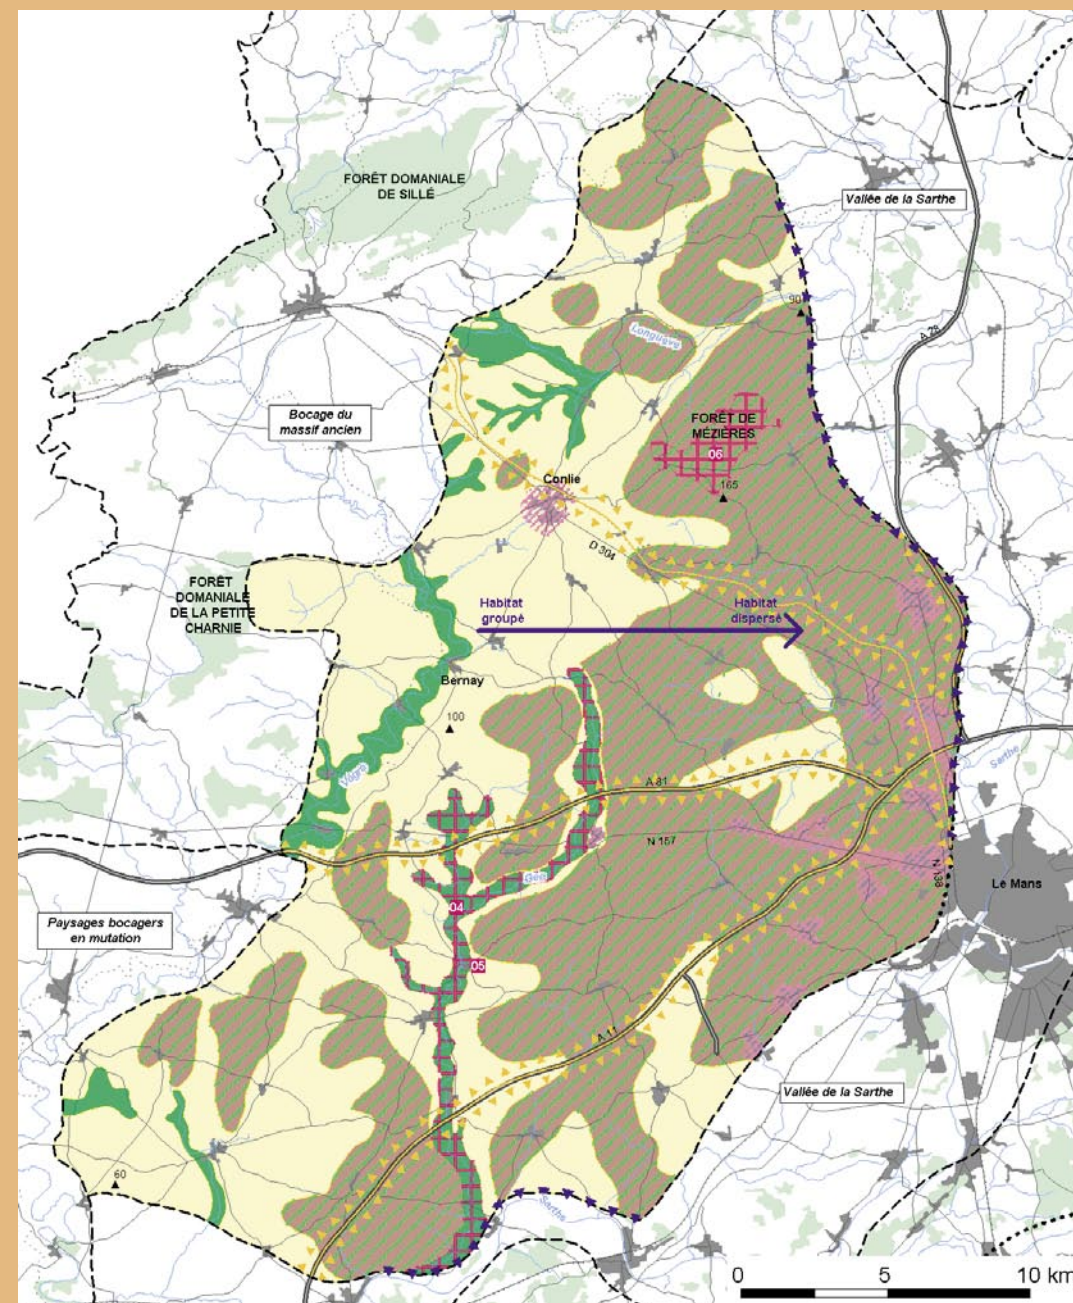 FORÊT DOMANIALE
DE SILLÉ
Vallée de la Sarthe
90
A 28
Longuève
Bocage du
massif ancien
FORÊT DE
MÉZIÈRES
06
165
Conlie
D 304
FORÊT
DOMANIALE
DE LA PETITE
CHARNIE
Habitat
groupé
Habitat
dispersé
Bernay
100
Vègre
A 81
Sarthe
N 157
N 138
Gée
Le Mans
04
Paysages bocagers
en mutation
05
A 11
Vallée de la Sarthe
60
Sarthe
0
5
10 km